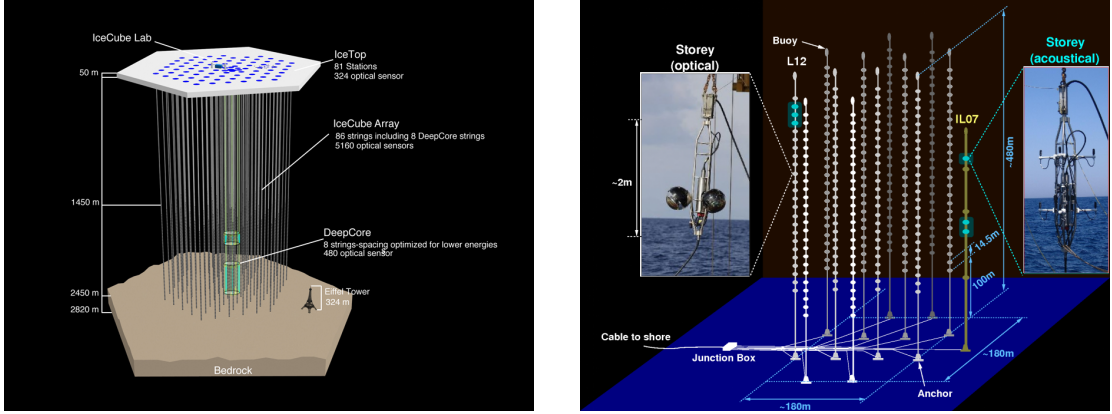 IceCube Lab
IceTop
81 Stations
324 optical sensor
50 m
IceCube Array
86 strings including 8 DeepCore strings
5160 optical sensors
1450 m
DeepCore
8 strings-spacing optimized for lower energies
480 optical sensor
2450 m
Eiffel Tower
324 m
2820 m
Bedrock
Storey
(optical)
Buoy
L12
Storey
(acoustical)
IL07
~480m
~2m
14.5m
100m
Cable to shore
Junction Box
~180m
Anchor
~180m